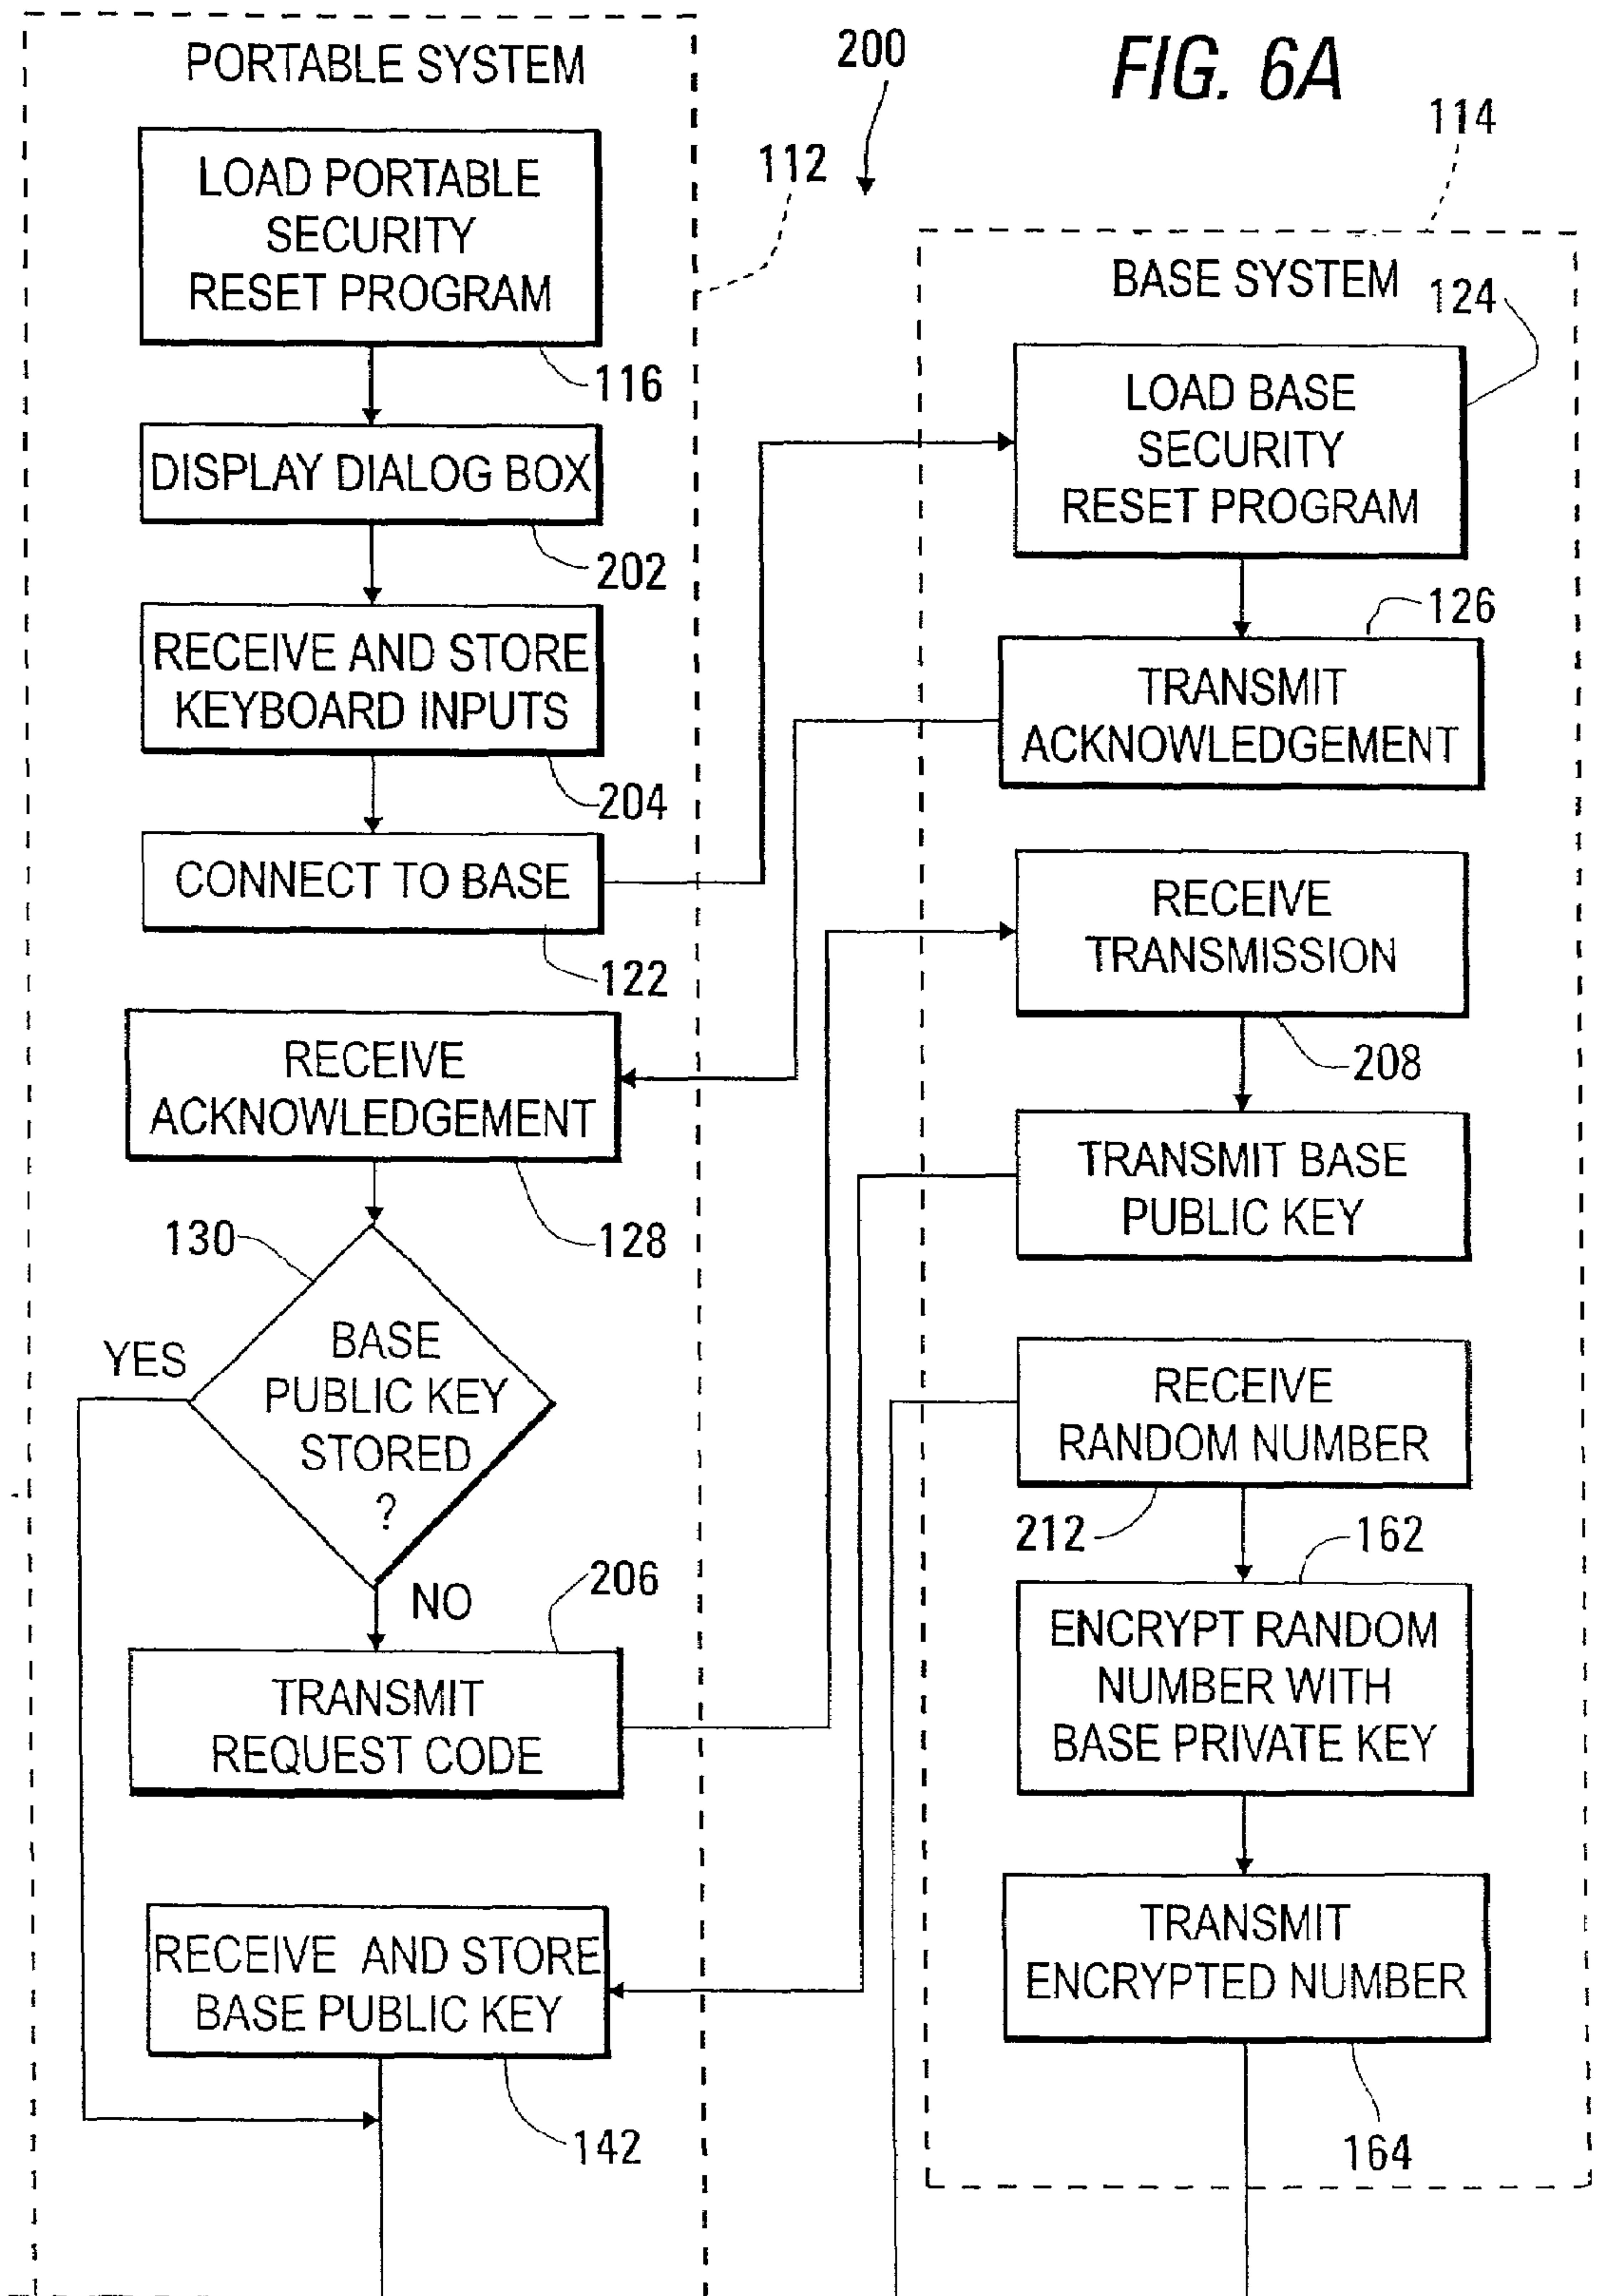 FIG. 6A
200
PORTABLE SYSTEM
112
LOAD PORTABLE
SECURITY
RESET PROGRAM
116
DISPLAY DIALOG BOX
202
RECEIVE AND STORE
KEYBOARD INPUTS
204
CONNECT TO BASE
122
RECEIVE
ACKNOWLEDGEMENT
128
130
BASE
PUBLIC KEY
STORED
?
YES
NO
206
TRANSMIT
REQUEST CODE
RECEIVE AND STORE
BASE PUBLIC KEY
142
114
BASE SYSTEM
124
LOAD BASE
SECURITY
RESET PROGRAM
126
TRANSMIT
ACKNOWLEDGEMENT
RECEIVE
TRANSMISSION
208
TRANSMIT BASE
PUBLIC KEY
RECEIVE
RANDOM NUMBER
212
162
ENCRYPT RANDOM
NUMBER WITH
BASE PRIVATE KEY
TRANSMIT
ENCRYPTED NUMBER
164